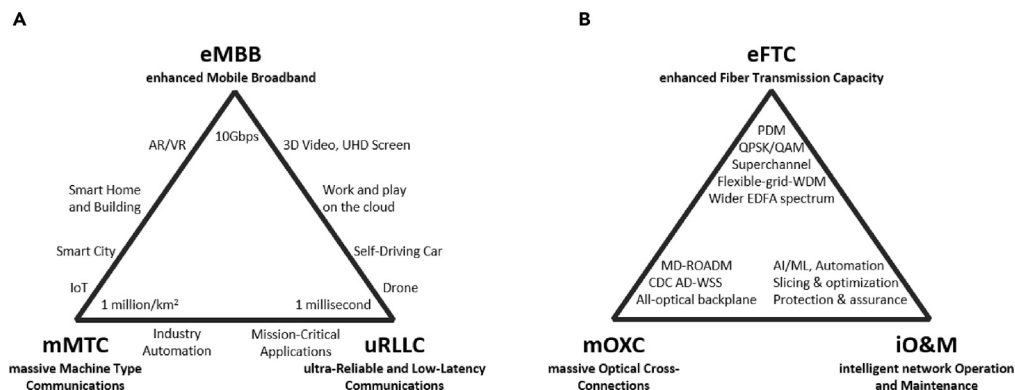 A
eMBB
enhanced Mobile Broadband
10Gbps
AR/VR
3D Video, UHD Screen
Smart Home
and Building
Work and play
on the cloud
Smart City
Self-Driving Car
IoT
Drone
1 million/km²
1 millisecond
Industry
Automation
Mission-Critical
Applications
mMTC
massive Machine Type
Communications
uRLLC
ultra-Reliable and Low-Latency
Communications
B
eFTC
enhanced Fiber Transmission Capacity
PDM
QPSK/QAM
Superchannel
Flexible-grid-WDM
Wider EDFA spectrum
MD-ROADM
CDC AD-WSS
All-optical backplane
AI/ML, Automation
Slicing & optimization
Protection & assurance
mOXC
massive Optical Cross-
Connections
iO&M
intelligent network Operation
and Maintenance